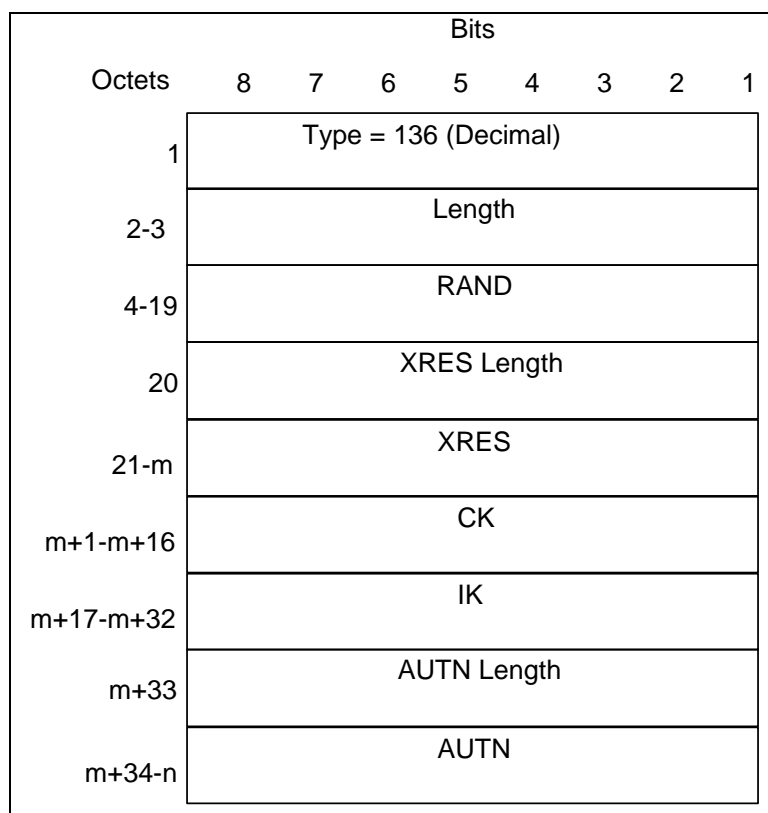 Bits
Octets 8 7 6 5 4 3 2 1
1 Type = 136 (Decimal)
2-3 Length
4-19 RAND
20 XRES Length
21-m XRES
m+1-m+16 CK
m+17-m+32 IK
m+33 AUTN Length
m+34-n AUTN